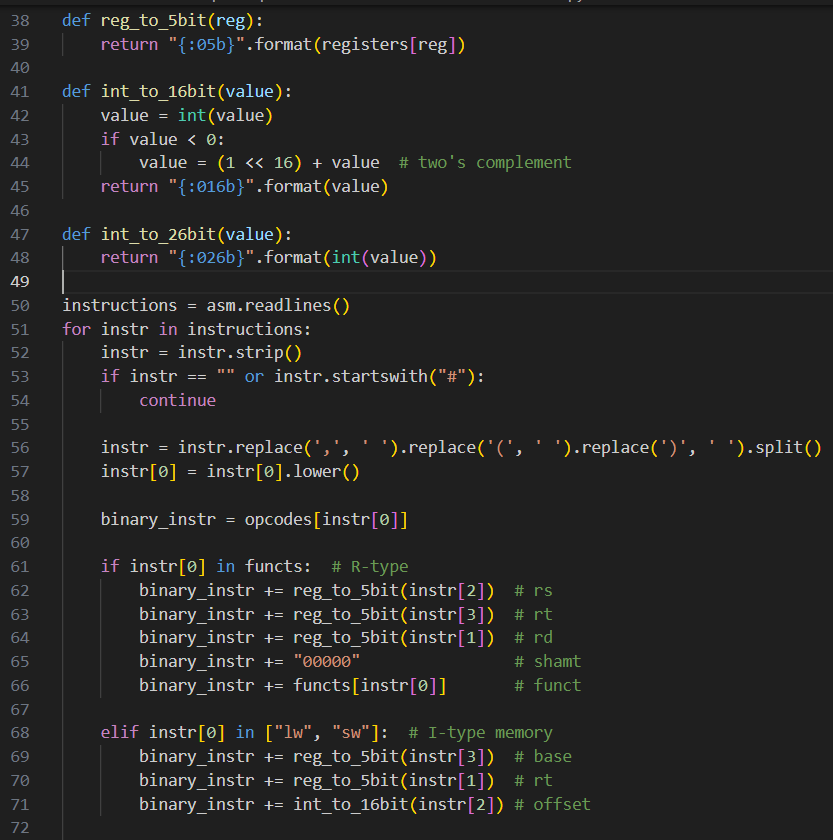 38 def reg_to_5bit(reg):
39     return "{:05b}".format(registers[reg])
40
41 def int_to_16bit(value):
42     value = int(value)
43     if value < 0:
44         value = (1 << 16) + value  # two's complement
45     return "{:016b}".format(value)
46
47 def int_to_26bit(value):
48     return "{:026b}".format(int(value))
49
50 instructions = asm.readlines()
51 for instr in instructions:
52     instr = instr.strip()
53     if instr == "" or instr.startswith("#"):
54         continue
55
56     instr = instr.replace(',', ' ').replace('(', ' ').replace(')', ' ').split()
57     instr[0] = instr[0].lower()
58
59     binary_instr = opcodes[instr[0]]
60
61     if instr[0] in functs:  # R-type
62         binary_instr += reg_to_5bit(instr[2])  # rs
63         binary_instr += reg_to_5bit(instr[3])  # rt
64         binary_instr += reg_to_5bit(instr[1])  # rd
65         binary_instr += "00000"                # shamt
66         binary_instr += functs[instr[0]]       # funct
67
68     elif instr[0] in ["lw", "sw"]:  # I-type memory
69         binary_instr += reg_to_5bit(instr[3])  # base
70         binary_instr += reg_to_5bit(instr[1])  # rt
71         binary_instr += int_to_16bit(instr[2]) # offset
72